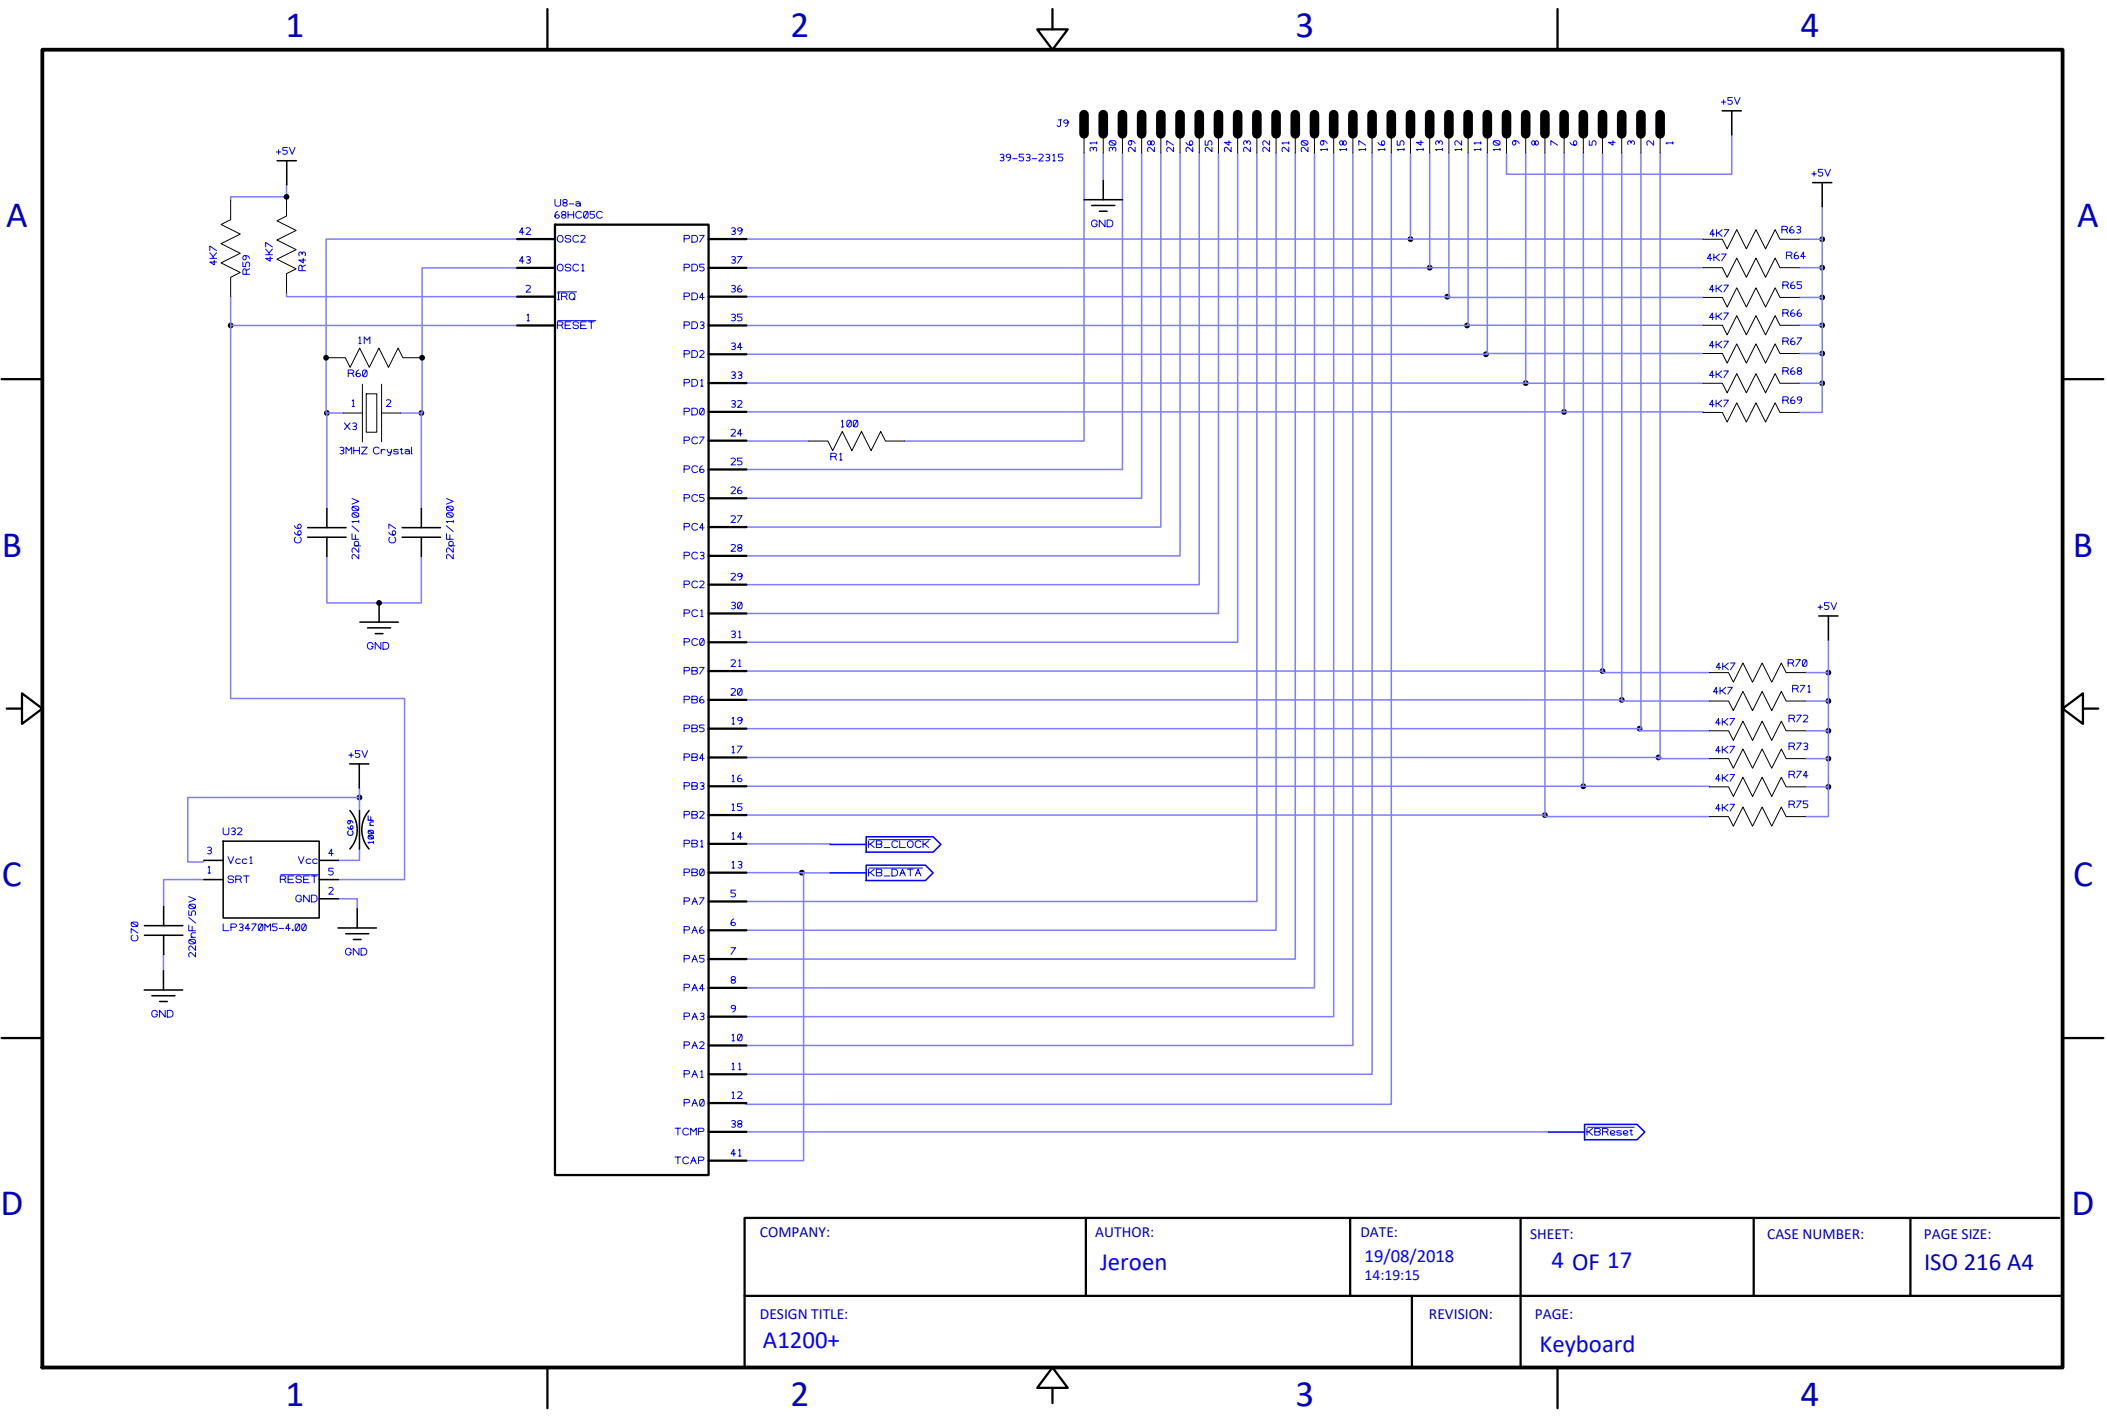 1 2 3 4
A A
B B
C C
D D
1 2 3 4
+5V
4K7
R59
4K7
R43
U8-a
68HC05C
42 OSC2
43 OSC1
2 IRQ
1 RESET
1M
R60
1 2
X3
3MHZ Crystal
C66
22pF/100V
C67
22pF/100V
GND
+5V
C69
100 nF
U32
3 Vcc1
1 SRT
Vcc 4
RESET 5
GND 2
LP3470M5-4.00
C70
220nF/50V
GND
GND
PD7 39
PD5 37
PD4 36
PD3 35
PD2 34
PD1 33
PD0 32
PC7 24
PC6 25
PC5 26
PC4 27
PC3 28
PC2 29
PC1 30
PC0 31
PB7 21
PB6 20
PB5 19
PB4 17
PB3 16
PB2 15
PB1 14
PB0 13
PA7 5
PA6 6
PA5 7
PA4 8
PA3 9
PA2 10
PA1 11
PA0 12
TCMP 38
TCAP 41
100
R1
KB_CLOCK
KB_DATA
KBReset
J9
39-53-2315
31 30 29 28 27 26 25 24 23 22 21 20 19 18 17 16 15 14 13 12 11 10 9 8 7 6 5 4 3 2 1
GND
+5V
+5V
4K7 R63
4K7 R64
4K7 R65
4K7 R66
4K7 R67
4K7 R68
4K7 R69
+5V
4K7 R70
4K7 R71
4K7 R72
4K7 R73
4K7 R74
4K7 R75
COMPANY:
AUTHOR:
Jeroen
DATE:
19/08/2018
14:19:15
SHEET:
4 OF 17
CASE NUMBER:
PAGE SIZE:
ISO 216 A4
DESIGN TITLE:
A1200+
REVISION:
PAGE:
Keyboard